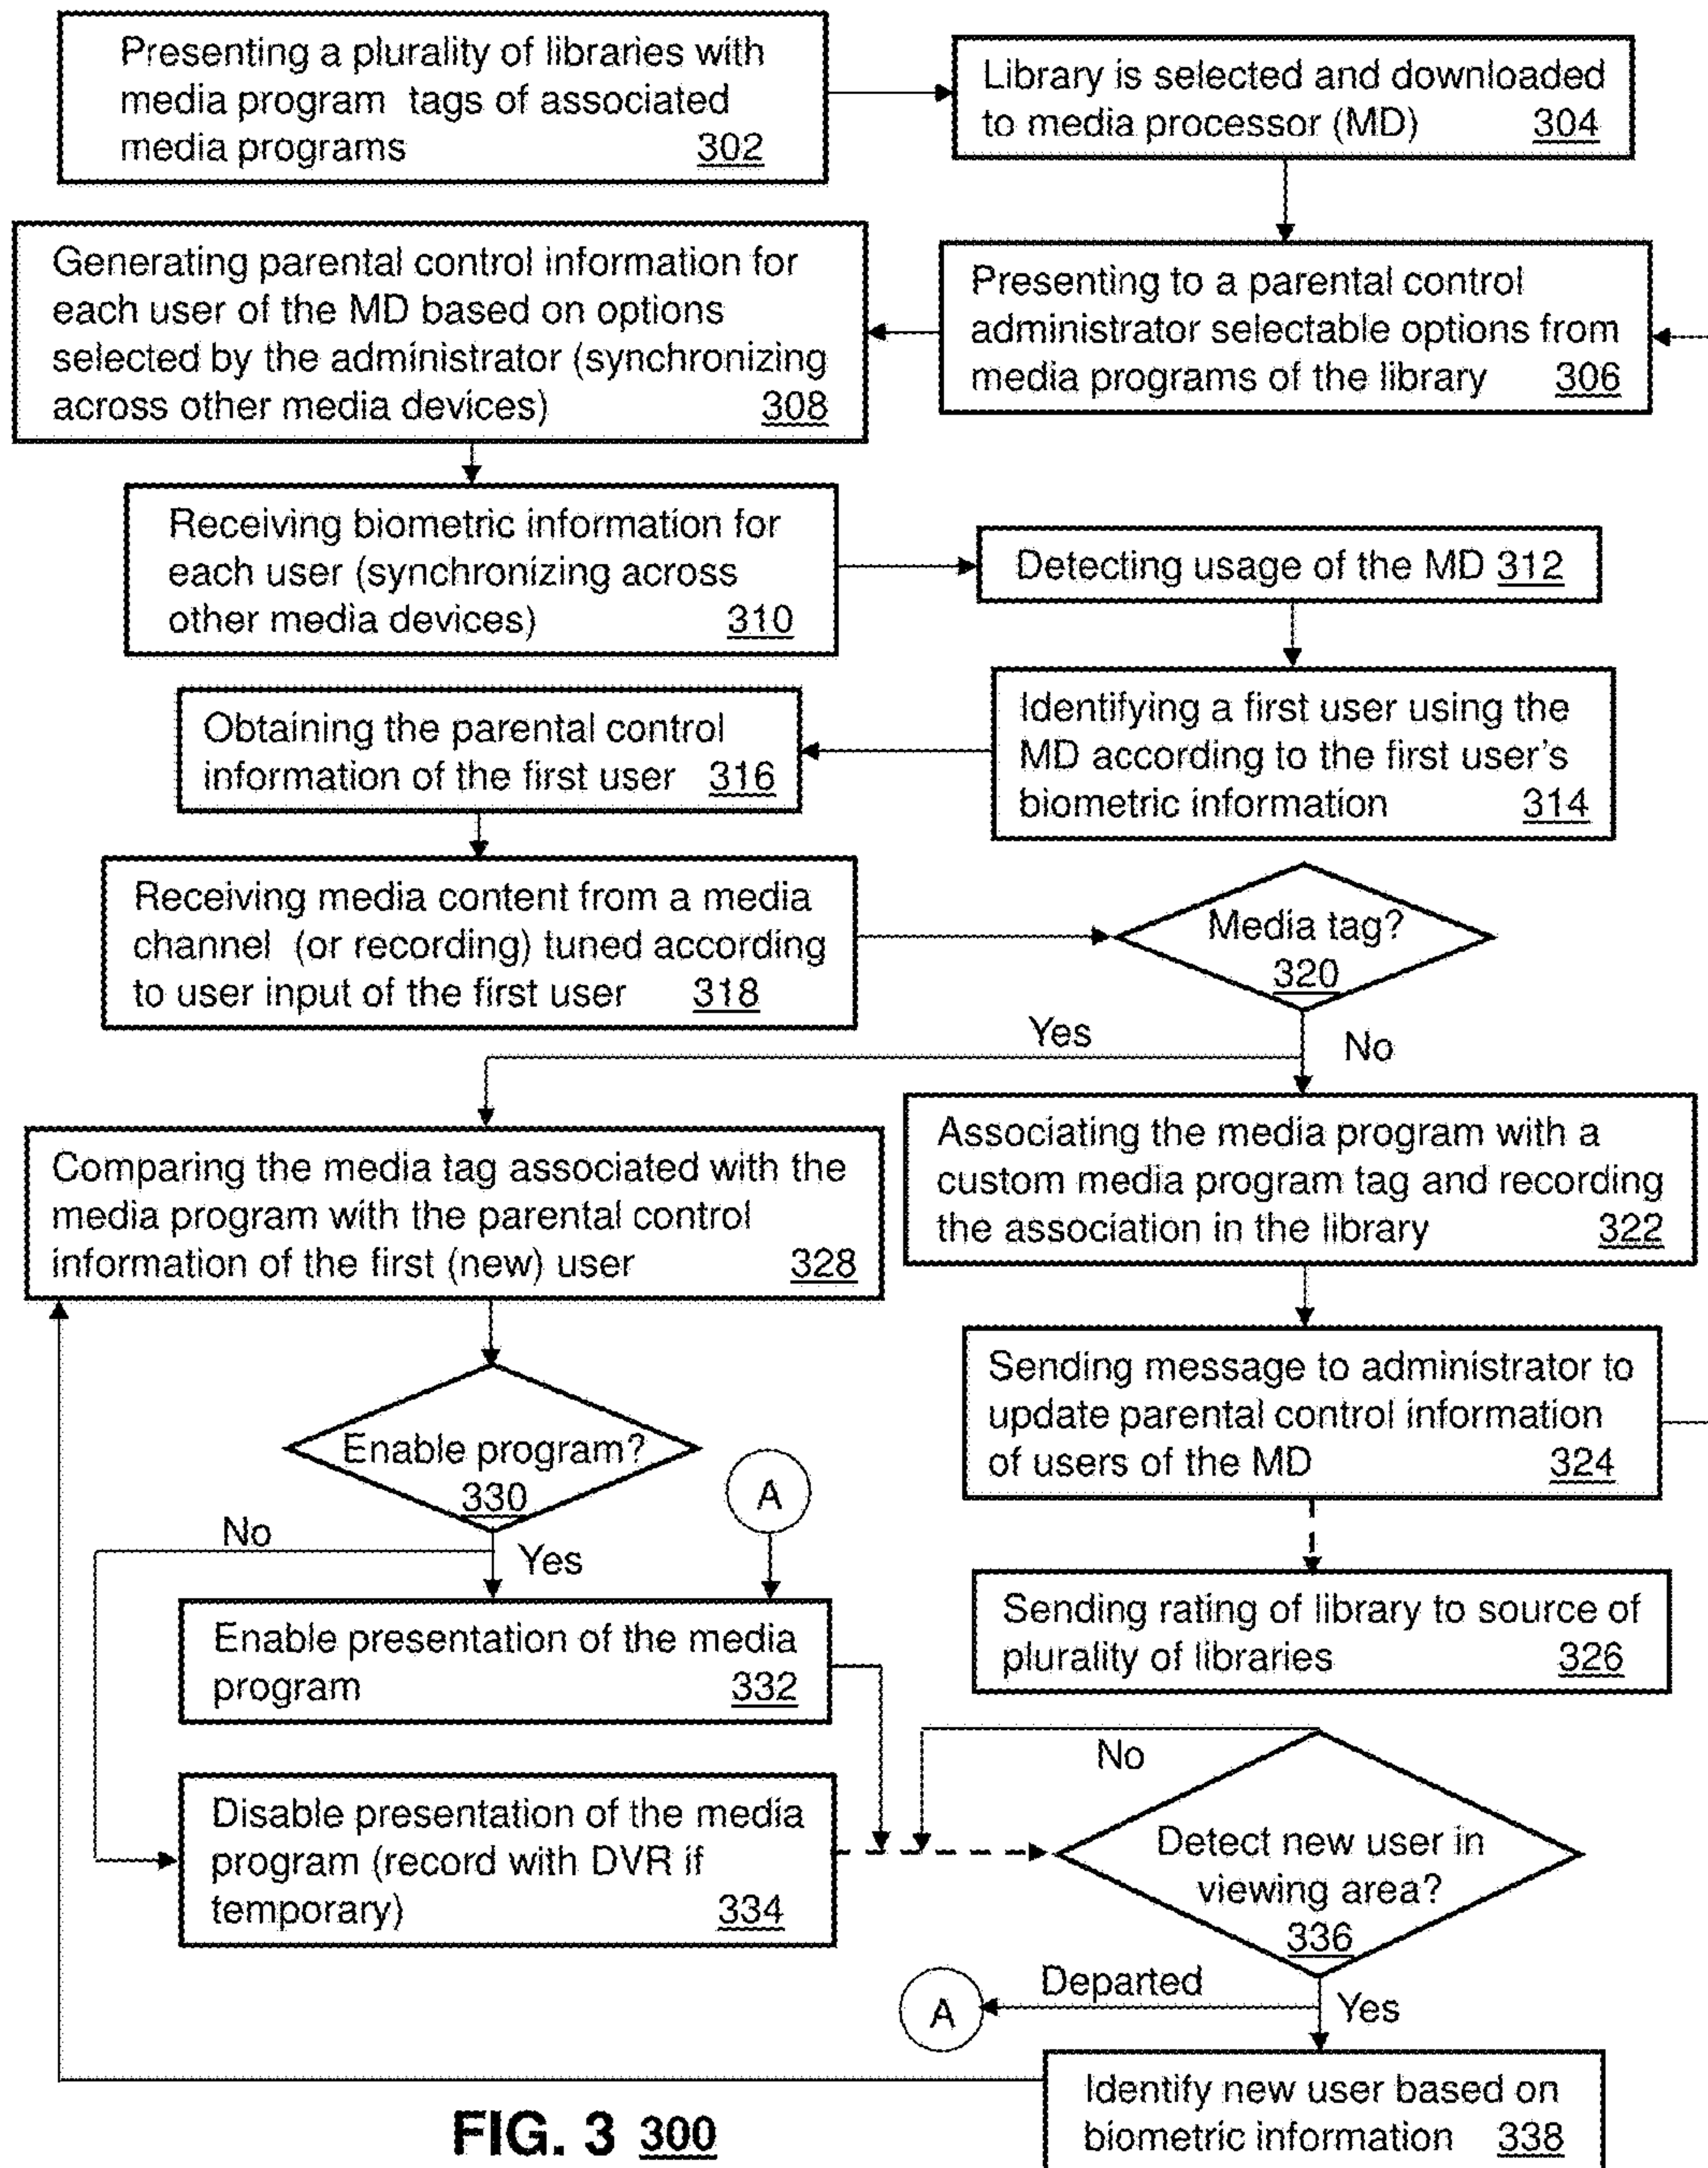 Presenting a plurality of libraries with
media program tags of associated
media programs 302
Library is selected and downloaded
to media processor (MD) 304
Generating parental control information for
each user of the MD based on options
selected by the administrator (synchronizing
across other media devices) 308
Presenting to a parental control
administrator selectable options from
media programs of the library 306
Receiving biometric information for
each user (synchronizing across
other media devices) 310
Detecting usage of the MD 312
Obtaining the parental control
information of the first user 316
Identifying a first user using the
MD according to the first user's
biometric information 314
Receiving media content from a media
channel (or recording) tuned according
to user input of the first user 318
Media tag?
320
Yes
No
Comparing the media tag associated with the
media program with the parental control
information of the first (new) user 328
Associating the media program with a
custom media program tag and recording
the association in the library 322
Sending message to administrator to
update parental control information
of users of the MD 324
Enable program?
330
A
No
Yes
Enable presentation of the media
program 332
Sending rating of library to source of
plurality of libraries 326
No
Disable presentation of the media
program (record with DVR if
temporary) 334
Detect new user in
viewing area?
336
Departed
A
Yes
Identify new user based on
biometric information 338
FIG. 3 300